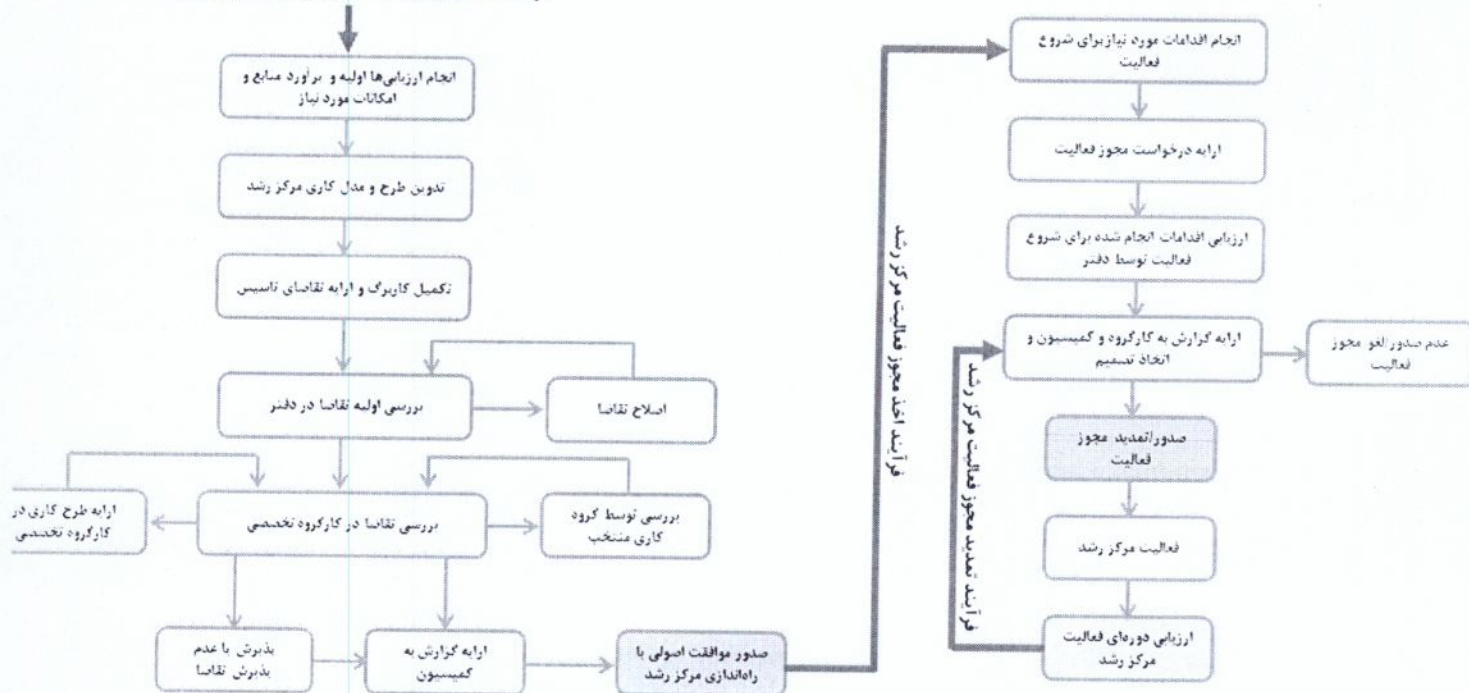 انجام ارزیابی‌ها اولیه و برآورد منابع و
امکانات مورد نیاز
تدوین طرح و مدل کاری مرکز رشد
تکمیل کاربرگ و ارایه تقاضای تاسیس
بررسی اولیه تقاضا در دفتر
اصلاح تقاضا
بررسی تقاضا در کارگروه تخصصی
بررسی توسط گروه
کاری منتخب
ارایه طرح کاری در
کارگروه تخصصی
پذیرش یا عدم
پذیرش تقاضا
ارایه گزارش به
کمیسیون
صدور موافقت اصولی با
راه‌اندازی مرکز رشد
فرآیند اخذ مجوز فعالیت مرکز رشد
انجام اقدامات مورد نیاز برای شروع
فعالیت
ارایه درخواست مجوز فعالیت
ارزیابی اقدامات انجام شده برای شروع
فعالیت توسط دفتر
ارایه گزارش به کارگروه و کمیسیون و
اتخاذ تصمیم
عدم صدور/لغو مجوز
فعالیت
صدور/تمدید مجوز
فعالیت
فعالیت مرکز رشد
ارزیابی دوره‌ای فعالیت
مرکز رشد
فرآیند تمدید مجوز فعالیت مرکز رشد